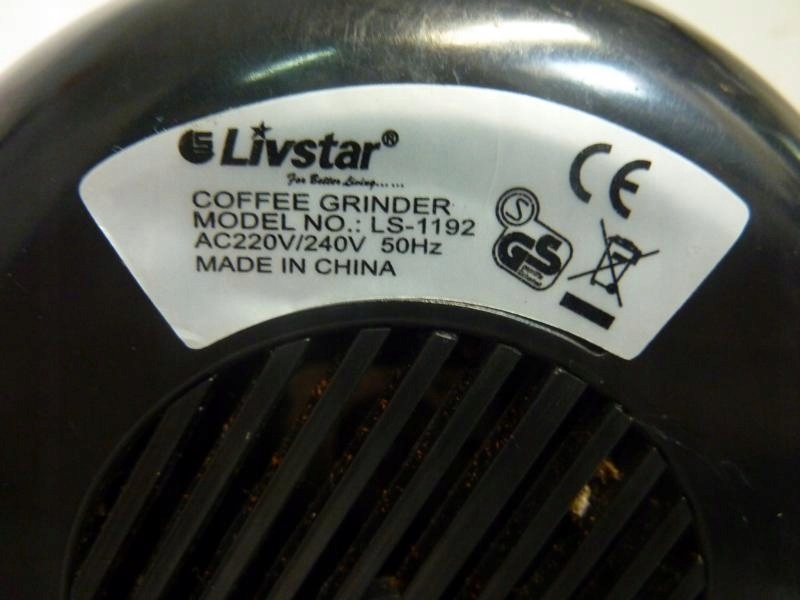 Livstar®
For Better Living......
COFFEE GRINDER
MODEL NO.: LS-1192
AC220V/240V 50Hz
MADE IN CHINA
CE
S
GS